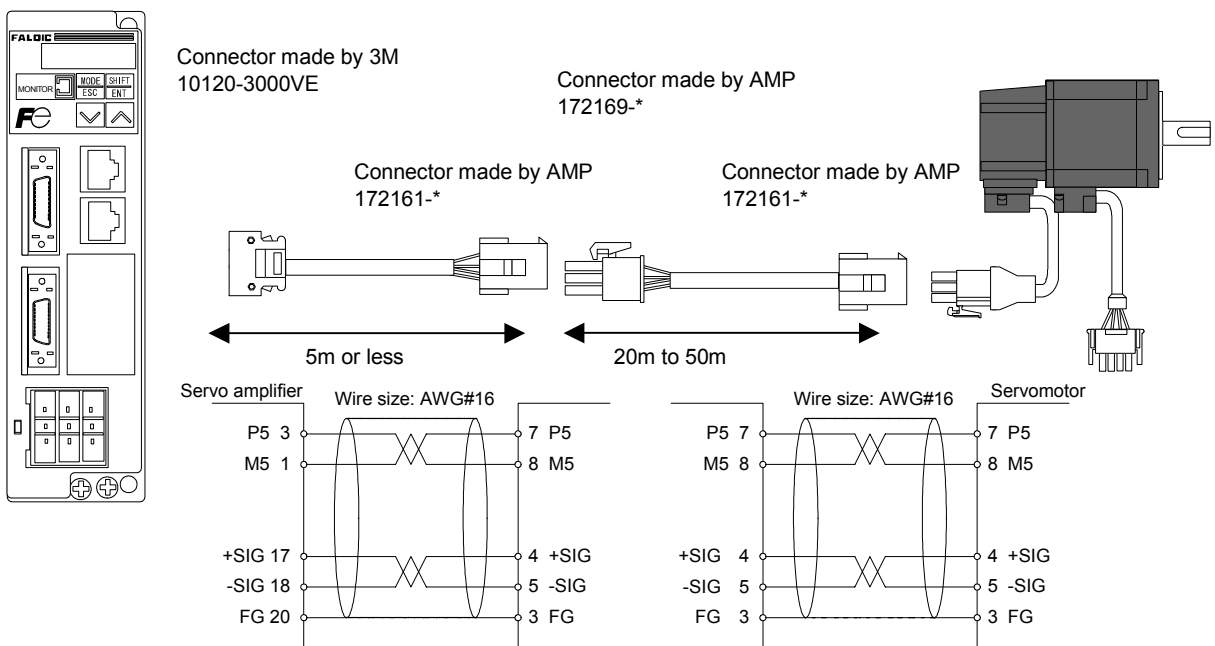 FALDIC
MONITOR
MODE
ESC
SHIFT
ENT
Fe
Connector made by 3M
10120-3000VE
Connector made by AMP
172169-*
Connector made by AMP
172161-*
Connector made by AMP
172161-*
5m or less
20m to 50m
Servo amplifier
Wire size: AWG#16
Wire size: AWG#16
Servomotor
P5 3
7 P5
P5 7
7 P5
M5 1
8 M5
M5 8
8 M5
+SIG 17
4 +SIG
+SIG 4
4 +SIG
-SIG 18
5 -SIG
-SIG 5
5 -SIG
FG 20
3 FG
FG 3
3 FG